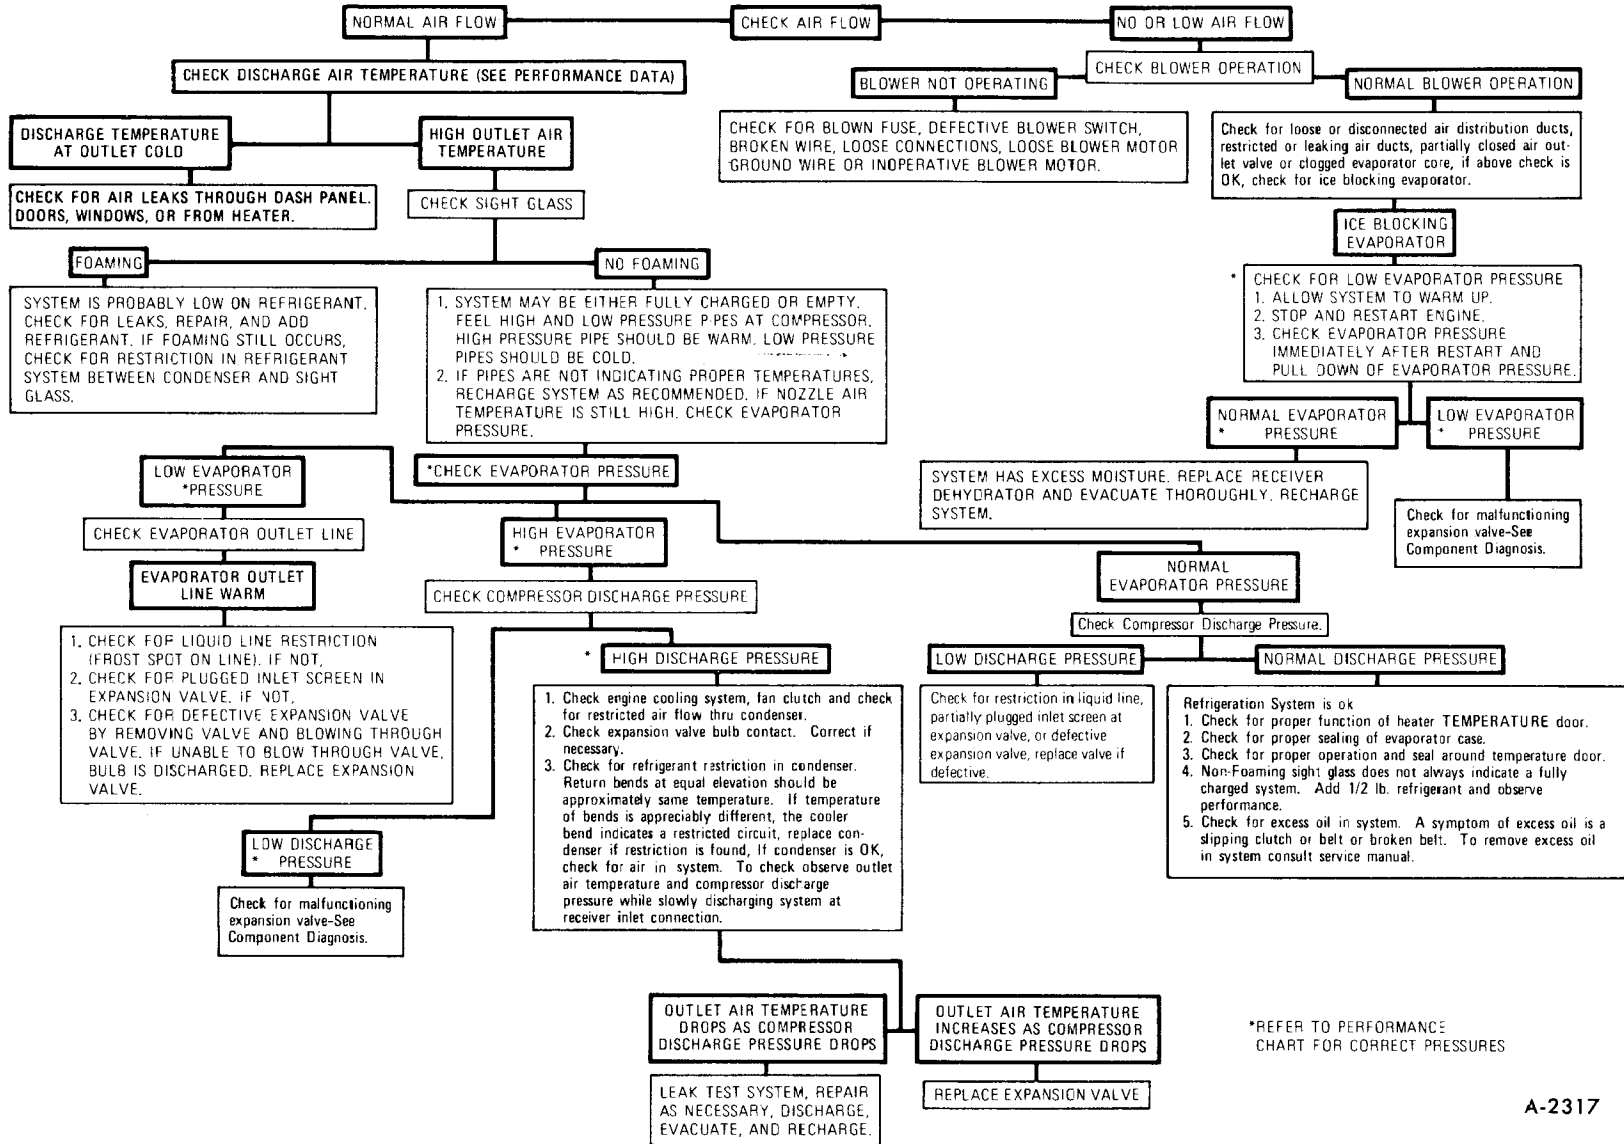 NORMAL AIR FLOW
CHECK AIR FLOW
NO OR LOW AIR FLOW
CHECK DISCHARGE AIR TEMPERATURE (SEE PERFORMANCE DATA)
CHECK BLOWER OPERATION
BLOWER NOT OPERATING
NORMAL BLOWER OPERATION
DISCHARGE TEMPERATURE
AT OUTLET COLD
HIGH OUTLET AIR
TEMPERATURE
CHECK FOR BLOWN FUSE, DEFECTIVE BLOWER SWITCH,
BROKEN WIRE, LOOSE CONNECTIONS, LOOSE BLOWER MOTOR
GROUND WIRE OR INOPERATIVE BLOWER MOTOR.
Check for loose or disconnected air distribution ducts,
restricted or leaking air ducts, partially closed air out-
let valve or clogged evaporator core, if above check is
OK, check for ice blocking evaporator.
CHECK FOR AIR LEAKS THROUGH DASH PANEL.
DOORS, WINDOWS, OR FROM HEATER.
CHECK SIGHT GLASS
ICE BLOCKING
EVAPORATOR
FOAMING
NO FOAMING
SYSTEM IS PROBABLY LOW ON REFRIGERANT.
CHECK FOR LEAKS, REPAIR, AND ADD
REFRIGERANT. IF FOAMING STILL OCCURS,
CHECK FOR RESTRICTION IN REFRIGERANT
SYSTEM BETWEEN CONDENSER AND SIGHT
GLASS.
1. SYSTEM MAY BE EITHER FULLY CHARGED OR EMPTY.
FEEL HIGH AND LOW PRESSURE PIPES AT COMPRESSOR.
HIGH PRESSURE PIPE SHOULD BE WARM, LOW PRESSURE
PIPES SHOULD BE COLD.
2. IF PIPES ARE NOT INDICATING PROPER TEMPERATURES,
RECHARGE SYSTEM AS RECOMMENDED. IF NOZZLE AIR
TEMPERATURE IS STILL HIGH. CHECK EVAPORATOR
PRESSURE.
* CHECK FOR LOW EVAPORATOR PRESSURE
1. ALLOW SYSTEM TO WARM UP.
2. STOP AND RESTART ENGINE.
3. CHECK EVAPORATOR PRESSURE
IMMEDIATELY AFTER RESTART AND
PULL DOWN OF EVAPORATOR PRESSURE.
NORMAL EVAPORATOR
* PRESSURE
LOW EVAPORATOR
* PRESSURE
LOW EVAPORATOR
*PRESSURE
*CHECK EVAPORATOR PRESSURE
SYSTEM HAS EXCESS MOISTURE. REPLACE RECEIVER
DEHYDRATOR AND EVACUATE THOROUGHLY. RECHARGE
SYSTEM.
Check for malfunctioning
expansion valve-See
Component Diagnosis.
CHECK EVAPORATOR OUTLET LINE
HIGH EVAPORATOR
* PRESSURE
NORMAL
EVAPORATOR PRESSURE
EVAPORATOR OUTLET
LINE WARM
CHECK COMPRESSOR DISCHARGE PRESSURE
Check Compressor Discharge Pressure.
1. CHECK FOR LIQUID LINE RESTRICTION
(FROST SPOT ON LINE). IF NOT,
2. CHECK FOR PLUGGED INLET SCREEN IN
EXPANSION VALVE. IF NOT,
3. CHECK FOR DEFECTIVE EXPANSION VALVE
BY REMOVING VALVE AND BLOWING THROUGH
VALVE. IF UNABLE TO BLOW THROUGH VALVE,
BULB IS DISCHARGED. REPLACE EXPANSION
VALVE.
* HIGH DISCHARGE PRESSURE
LOW DISCHARGE PRESSURE
NORMAL DISCHARGE PRESSURE
1. Check engine cooling system, fan clutch and check
for restricted air flow thru condenser.
2. Check expansion valve bulb contact. Correct if
necessary.
3. Check for refrigerant restriction in condenser.
Return bends at equal elevation should be
approximately same temperature. If temperature
of bends is appreciably different, the cooler
bend indicates a restricted circuit, replace con-
denser if restriction is found, If condenser is OK,
check for air in system. To check observe outlet
air temperature and compressor discharge
pressure while slowly discharging system at
receiver inlet connection.
Check for restriction in liquid line,
partially plugged inlet screen at
expansion valve, or defective
expansion valve, replace valve if
defective.
Refrigeration System is ok
1. Check for proper function of heater TEMPERATURE door.
2. Check for proper sealing of evaporator case.
3. Check for proper operation and seal around temperature door.
4. Non-Foaming sight glass does not always indicate a fully
charged system. Add 1/2 lb. refrigerant and observe
performance.
5. Check for excess oil in system. A symptom of excess oil is a
slipping clutch or belt or broken belt. To remove excess oil
in system consult service manual.
LOW DISCHARGE
* PRESSURE
Check for malfunctioning
expansion valve-See
Component Diagnosis.
OUTLET AIR TEMPERATURE
DROPS AS COMPRESSOR
DISCHARGE PRESSURE DROPS
OUTLET AIR TEMPERATURE
INCREASES AS COMPRESSOR
DISCHARGE PRESSURE DROPS
*REFER TO PERFORMANCE
CHART FOR CORRECT PRESSURES
LEAK TEST SYSTEM, REPAIR
AS NECESSARY, DISCHARGE,
EVACUATE, AND RECHARGE.
REPLACE EXPANSION VALVE
A-2317